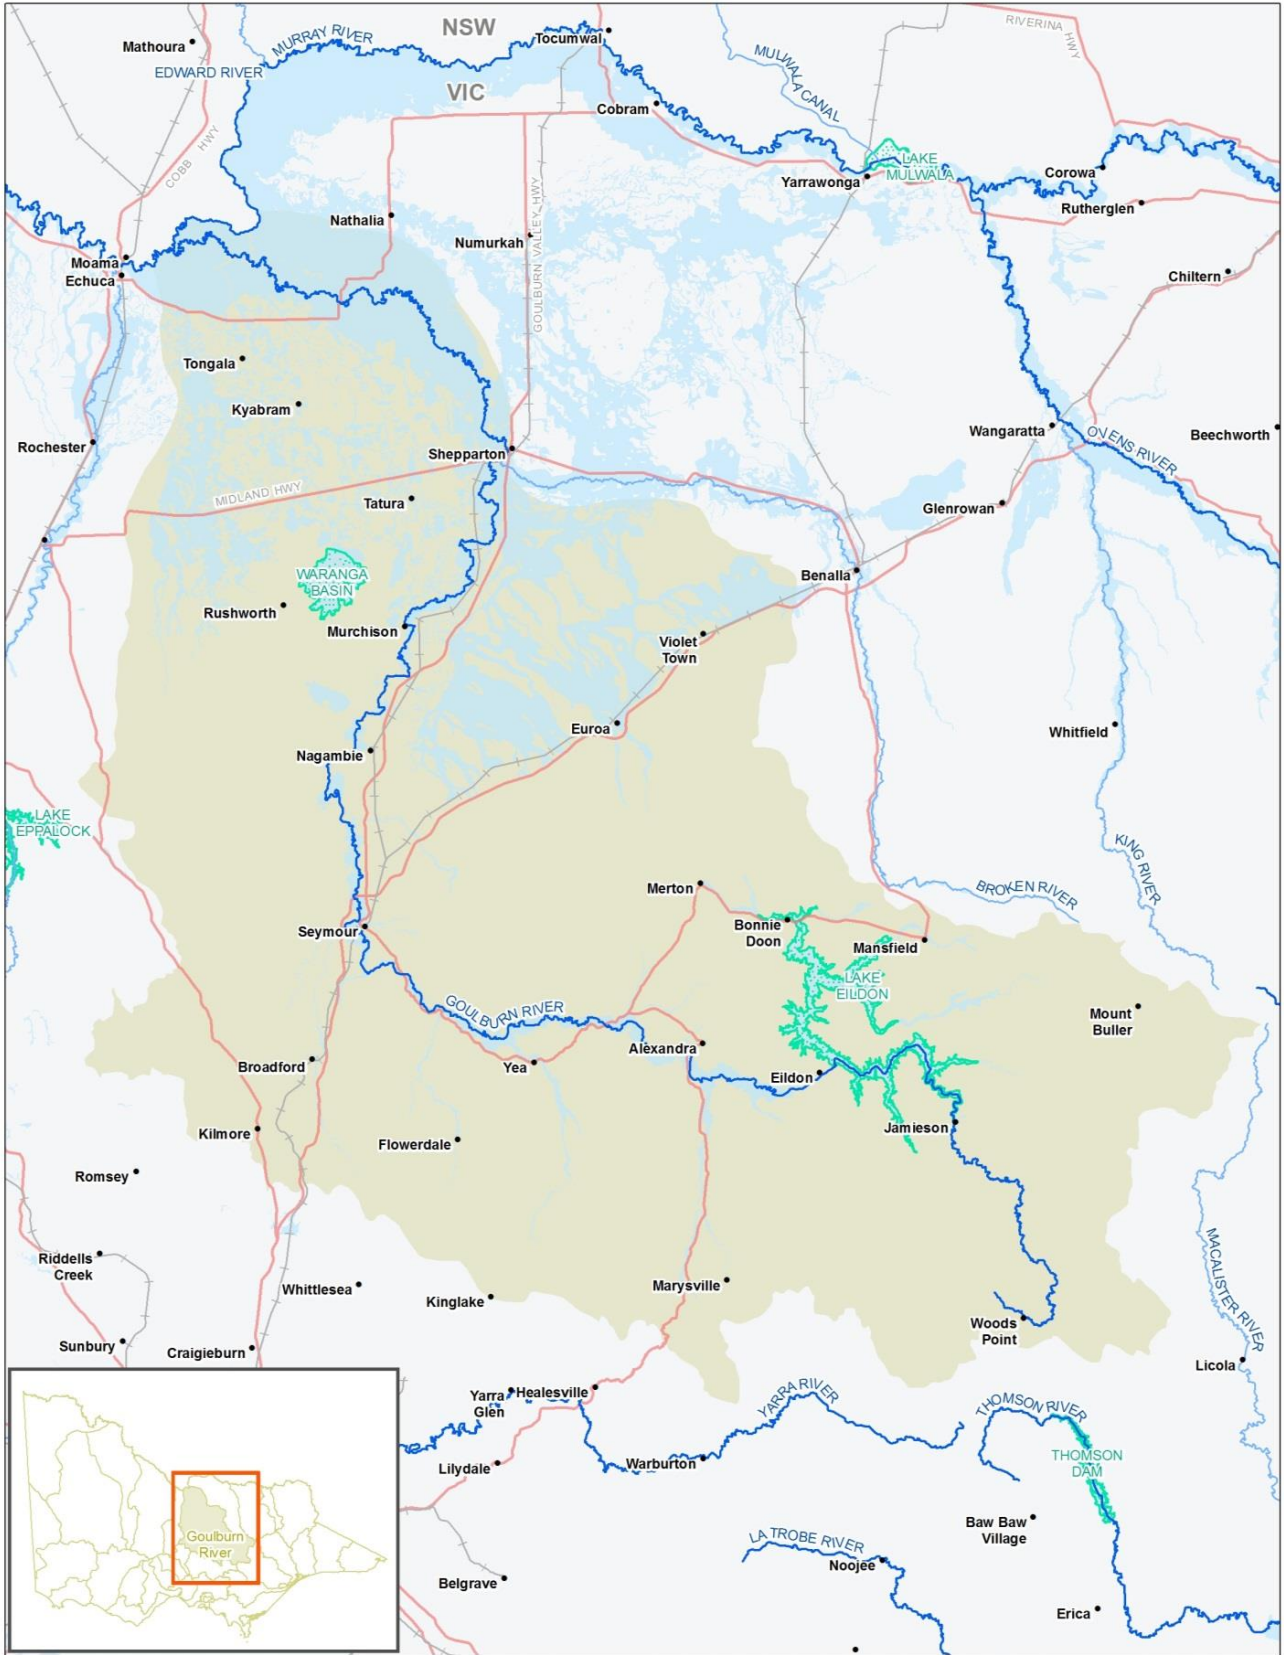 NSW
RIVERINA
HWY
MURRAY RIVER
Tocumwal
Mathoura
EDWARD RIVER
MULWALA CANAL
VIC
Cobram
COBB HWY
LAKE
MULWALA
Corowa
Yarrawonga
Rutherglen
Nathalia
Numurkah
GOULBURN VALLEY HWY
Moama
Echuca
Chiltern
Tongala
Kyabram
Wangaratta
Beechworth
OVENS RIVER
Rochester
Shepparton
MIDLAND HWY
Tatura
Glenrowan
WARANGA
BASIN
Benalla
Rushworth
Murchison
Violet
Town
Euroa
Whitfield
Nagambie
LAKE
EPPALOCK
KING RIVER
Merton
BROKEN RIVER
Bonnie
Doon
Seymour
Mansfield
LAKE
EILDON
GOULBURN RIVER
Mount
Buller
Alexandra
Broadford
Yea
Eildon
Jamieson
Kilmore
Flowerdale
Romsey
MACALISTER RIVER
Riddells
Creek
Whittlesea
Marysville
Kinglake
Woods
Point
Sunbury
Craigieburn
Licola
Yarra
Glen
Healesville
YARRA RIVER
THOMSON RIVER
THOMSON
DAM
Lilydale
Warburton
Baw Baw
Village
Goulburn
River
LA TROBE RIVER
Noojee
Belgrave
Erica